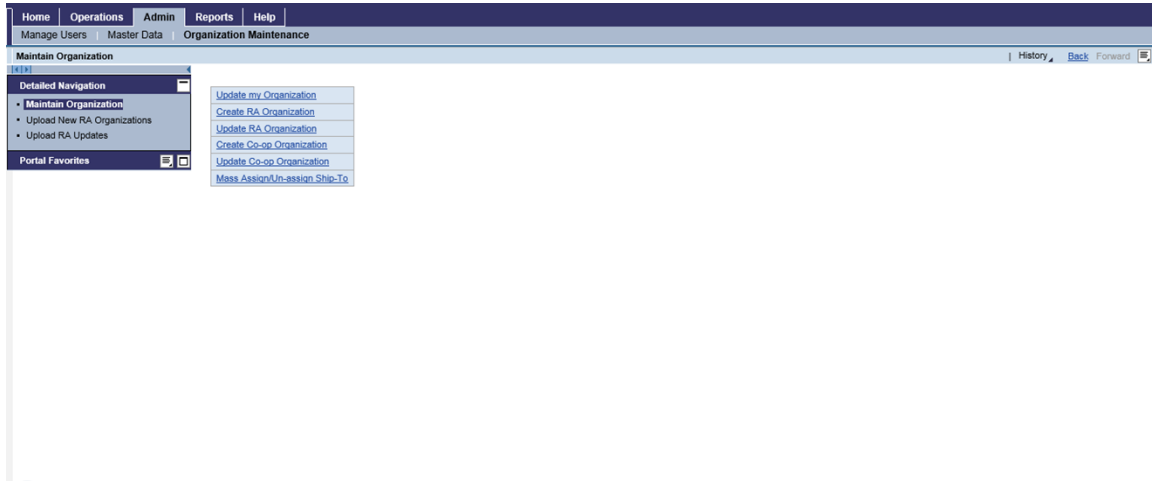 Home Operations Admin Reports Help
Manage Users | Master Data | Organization Maintenance
Maintain Organization | History Back Forward
Detailed Navigation
• Maintain Organization
• Upload New RA Organizations
• Upload RA Updates
Portal Favorites
Update my Organization
Create RA Organization
Update RA Organization
Create Co-op Organization
Update Co-op Organization
Mass Assign/Un-assign Ship-To